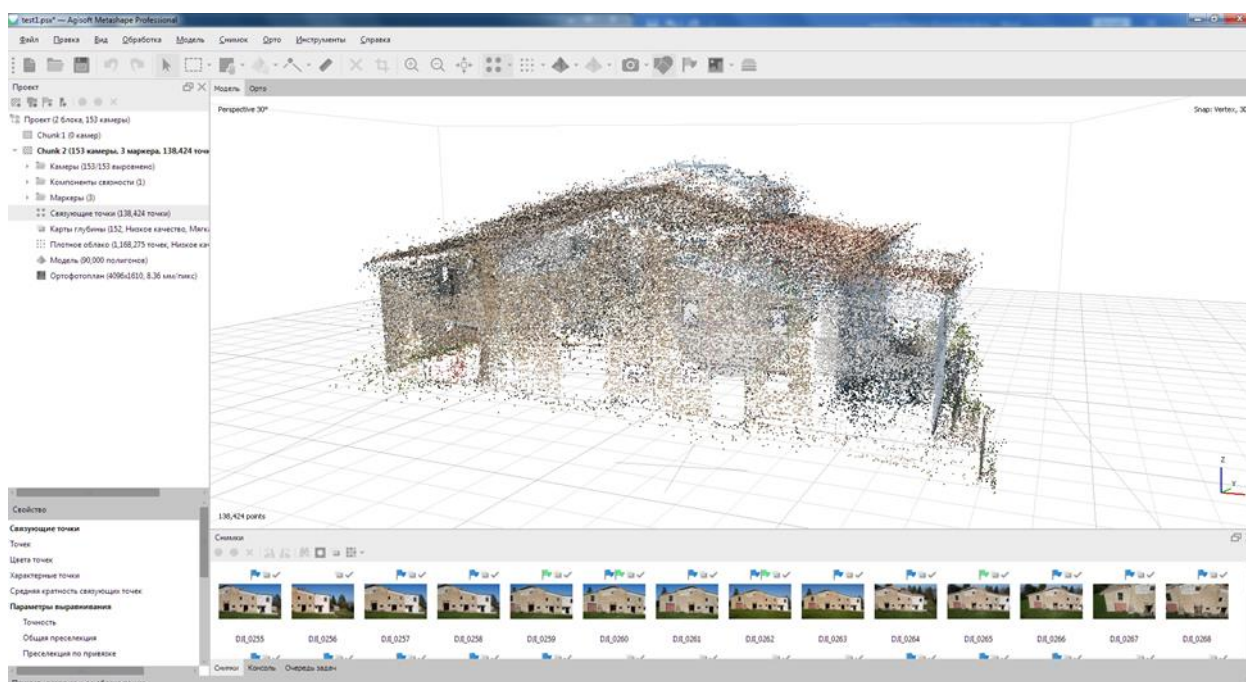 test1.psx* — Agisoft Metashape Professional
Файл Правка Вид Обработка Модель Снимок Орто Инструменты Справка
Проект
Модель Орто
Perspective 30°
Snap: Vertex, 3D
Проект (2 блока, 153 камеры)
Chunk 1 (0 камер)
Chunk 2 (153 камеры, 3 маркера, 138,424 точк
Камеры (153/153 выровнено)
Компоненты связности (1)
Маркеры (3)
Связующие точки (138,424 точки)
Карты глубины (152, Низкое качество, Мягк
Плотное облако (1,168,275 точек, Низкое кач
Модель (90,000 полигонов)
Ортофотоплан (4096x1610, 8.36 мм/пикс)
138,424 points
Z
Y
Свойство
Связующие точки
Точек
Цвета точек
Характерные точки
Средняя кратность связующих точек
Параметры выравнивания
Точность
Общая преселекция
Преселекция по привязке
Снимки
DJI_0255 DJI_0256 DJI_0257 DJI_0258 DJI_0259 DJI_0260 DJI_0261 DJI_0262 DJI_0263 DJI_0264 DJI_0265 DJI_0266 DJI_0267 DJI_0268
Снимки Консоль Очередь задач